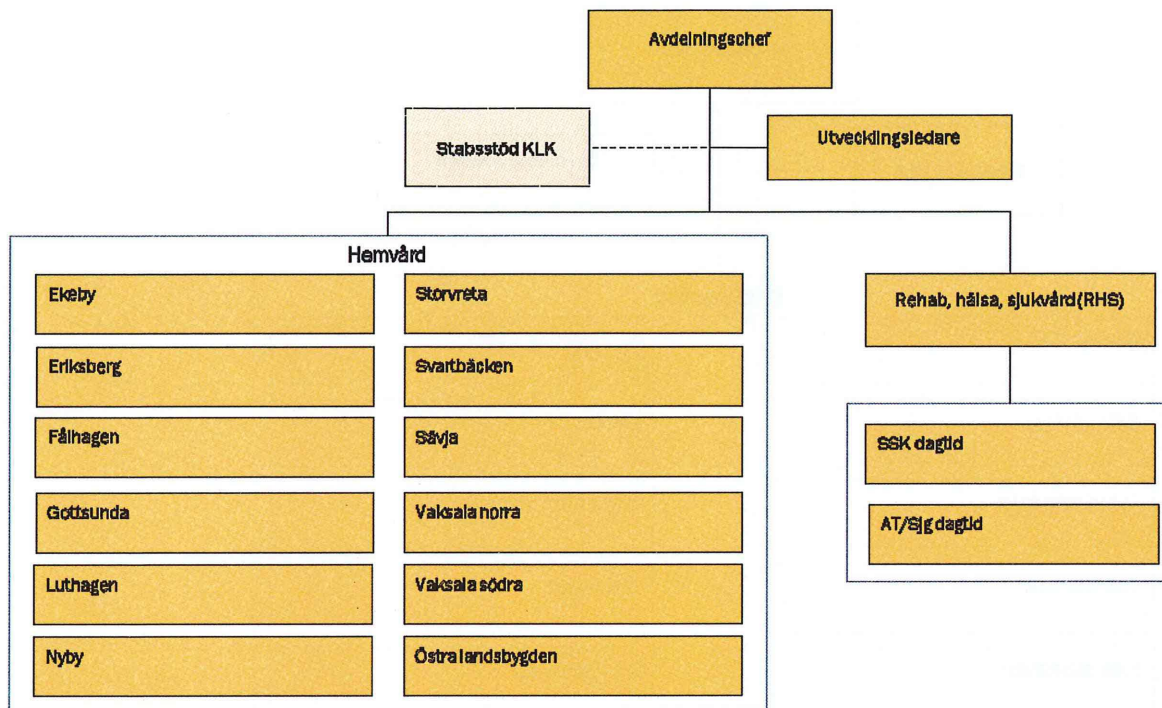 Avdelningschef
Stabsstöd KLK
Utvecklingsledare
Hemvård
Ekeby
Storvreta
Eriksberg
Svartbäcken
Fålhagen
Sävja
Gottsunda
Vaksala norra
Luthagen
Vaksala södra
Nyby
Östra landsbygden
Rehab, hälsa, sjukvård (RHS)
SSK dagtid
AT/Sjg dagtid